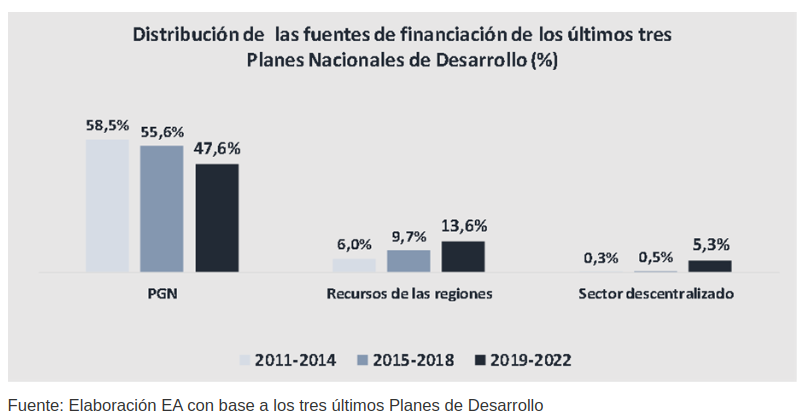 Distribución de las fuentes de financiación de los últimos tres
Planes Nacionales de Desarrollo (%)
58,5% 55,6% 47,6%
6,0% 9,7% 13,6%
0,3% 0,5% 5,3%
PGN Recursos de las regiones Sector descentralizado
2011-2014 2015-2018 2019-2022
Fuente: Elaboración EA con base a los tres últimos Planes de Desarrollo